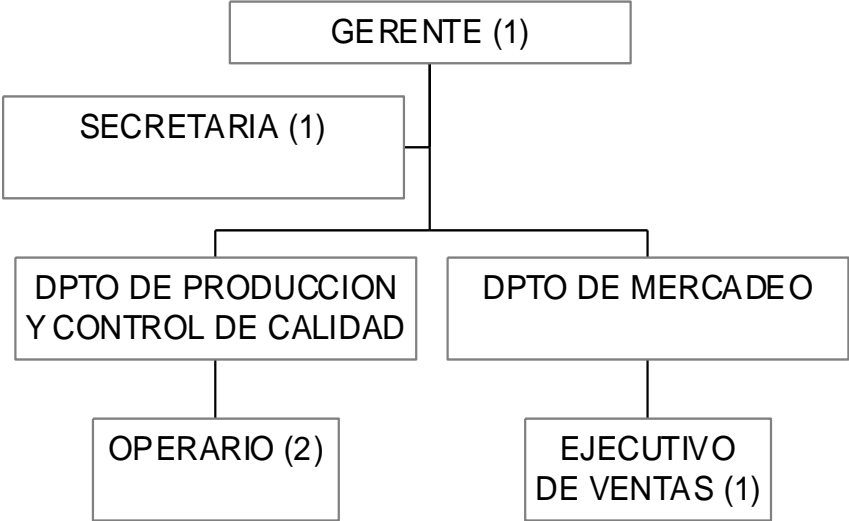 GERENTE (1)
SECRETARIA (1)
DPTO DE PRODUCCION
Y CONTROL DE CALIDAD
DPTO DE MERCADEO
OPERARIO (2)
EJECUTIVO
DE VENTAS (1)